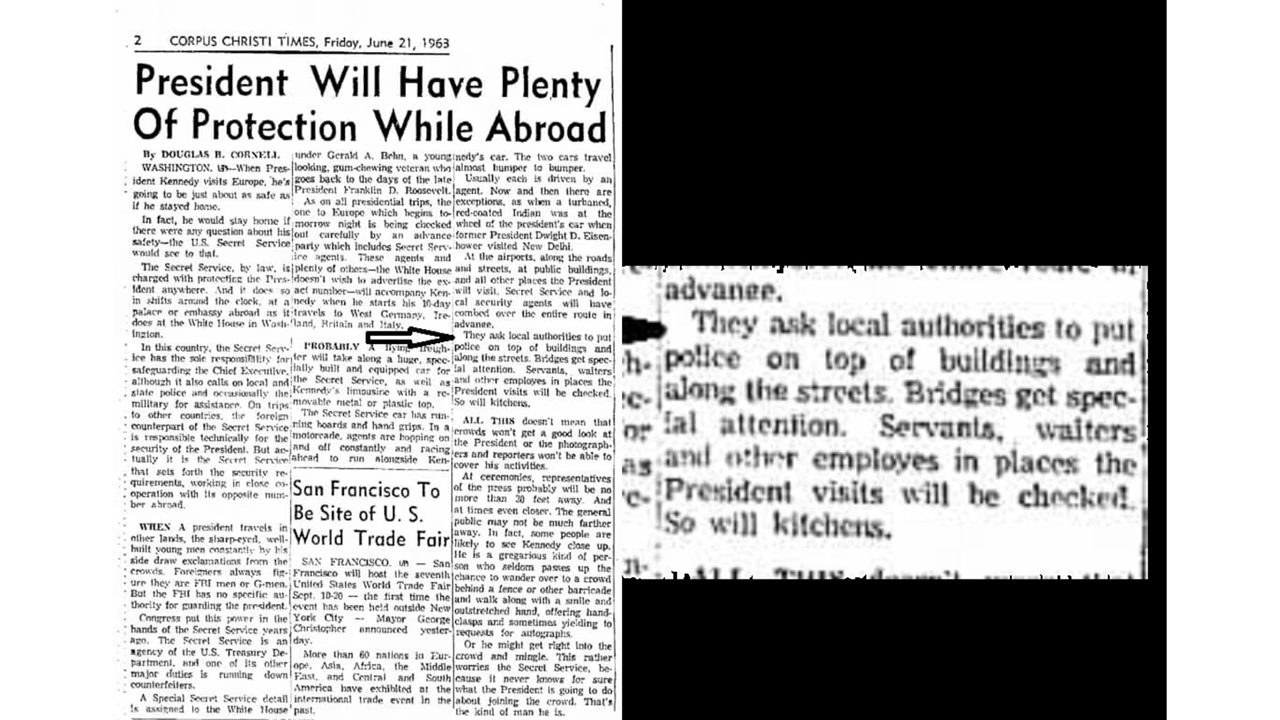 2 CORPUS CHRISTI TIMES, Friday, June 21, 1963
President Will Have Plenty
Of Protection While Abroad
By DOUGLAS B. CORNELL
WASHINGTON. —When Pres-
ident Kennedy visits Europe, he's
going to be just about as safe as
if he stayed home.
In fact, he would stay home if
there were any question about his
safety—the U.S. Secret Service
would see to that.
The Secret Service, by law, is
charged with protecting the Pres-
ident anywhere. And it does so
in shifts around the clock, at a
palace or embassy abroad as it
does at the White House in Wash-
ington.
In this country, the Secret Serv-
ice has the sole responsibility for
safeguarding the Chief Executive,
although it also calls on local and
state police and occasionally the
military for assistance. On trips
to other countries, the foreign
counterpart of the Secret Service
is responsible technically for the
security of the President. But ac-
tually it is the Secret Service
that sets forth the security re-
quirements, working in close co-
operation with its opposite num-
ber abroad.
WHEN A president travels in
other lands, the sharp-eyed, well-
built young men constantly by his
side draw exclamations from the
crowds. Foreigners always fig-
ure they are FBI men or G-men.
But the FBI has no specific au-
thority for guarding the president.
Congress put this power in the
hands of the Secret Service years
ago. The Secret Service is an
agency of the U.S. Treasury De-
partment, and one of its other
major duties is running down
counterfeiters.
A Special Secret Service detail
is assigned to the White House
under Gerald A. Behn, a young
looking, gum-chewing veteran who
goes back to the days of the late
President Franklin D. Roosevelt.
As on all presidential trips, the
one to Europe which begins to-
morrow night is being checked
out carefully by an advance
party which includes Secret Serv-
ice agents. These agents and
plenty of others—the White House
doesn't wish to advertise the ex-
act number—will accompany Ken-
nedy when he starts his 10-day
travels to West Germany, Ire-
land, Britain and Italy.
PROBABLY A flying freigh-
ter will take along a huge, spec-
ially built and equipped car for
the Secret Service, as well as
Kennedy's limousine with a re-
movable metal or plastic top.
The Secret Service car has run-
ning boards and hand grips. In a
motorcade, agents are hopping on
and off constantly and racing
ahead to run alongside Ken-
San Francisco To
Be Site of U. S.
World Trade Fair
SAN FRANCISCO. — San
Francisco will host the seventh
United States World Trade Fair
Sept. 10-20 — the first time the
event has been held outside New
York City — Mayor George
Christopher announced yester-
day.
More than 60 nations in Eur-
ope, Asia, Africa, the Middle
East, and Central and South
America have exhibited at the
international trade event in the
past.
nedy's car. The two cars travel
almost bumper to bumper.
Usually each is driven by an
agent. Now and then there are
exceptions, as when a turbaned,
red-coated Indian was at the
wheel of the president's car when
former President Dwight D. Eisen-
hower visited New Delhi.
At the airports, along the roads
and streets, at public buildings,
and all other places the President
will visit. Secret Service and lo-
cal security agents will have
combed over the entire route in
advance.
They ask local authorities to put
police on top of buildings and
along the streets. Bridges get spec-
ial attention. Servants, waiters
and other employes in places the
President visits will be checked.
So will kitchens.
ALL THIS doesn't mean that
crowds won't get a good look at
the President or the photograph-
ers and reporters won't be able to
cover his activities.
At ceremonies, representatives
of the press probably will be no
more than 30 feet away. And
at times even closer. The general
public may not be much farther
away. In fact, some people are
likely to see Kennedy close up.
He is a gregarious kind of per-
son who seldom passes up the
chance to wander over to a crowd
behind a fence or other barricade
and walk along with a smile and
outstretched hand, offering hand-
clasps and sometimes yielding to
requests for autographs.
Or he might get right into the
crowd and mingle. This rather
worries the Secret Service, be-
cause it never knows for sure
what the President is going to do
about joining the crowd. That's
the kind of man he is.
advance.
They ask local authorities to put
police on top of buildings and
along the streets. Bridges get spec-
ial attention. Servants, waiters
and other employes in places the
President visits will be checked.
So will kitchens.